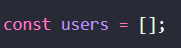 const users = [];